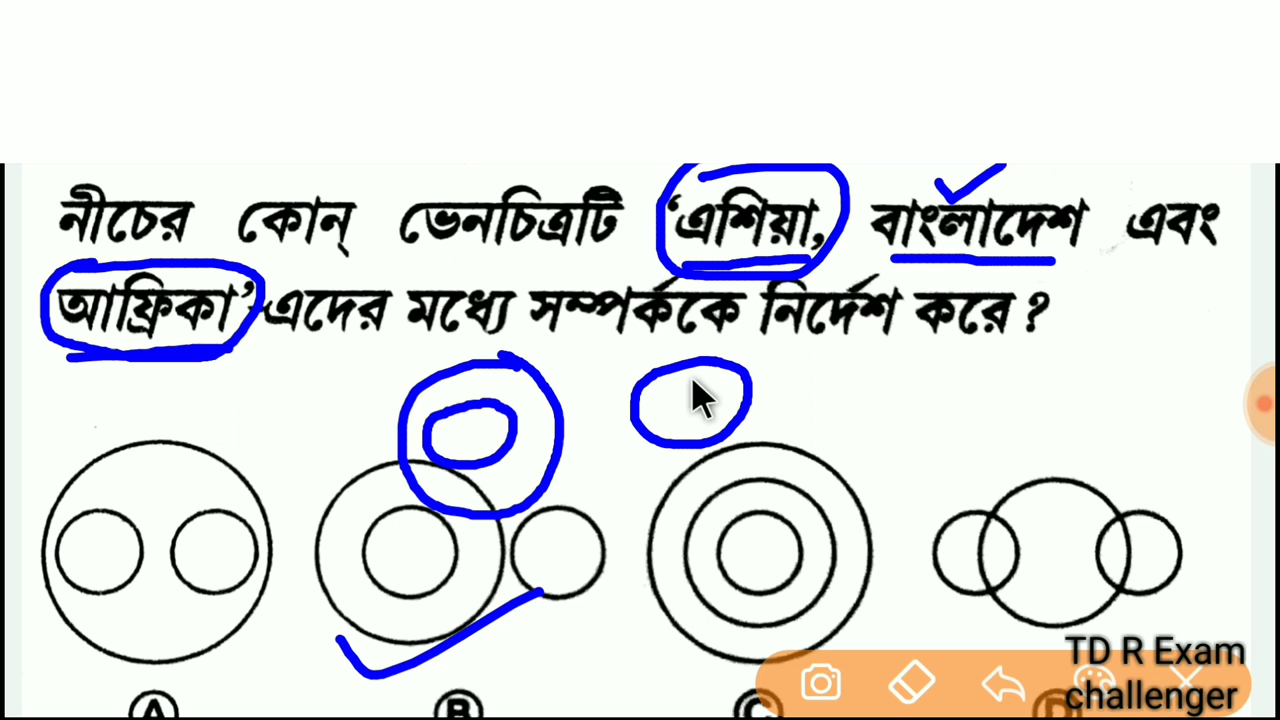 নীচের কোন্ ভেনচিত্রটি 'এশিয়া, বাংলাদেশ এবং
আফ্রিকা' এদের মধ্যে সম্পর্ককে নির্দেশ করে ?
A B C D
TD R Exam
challenger